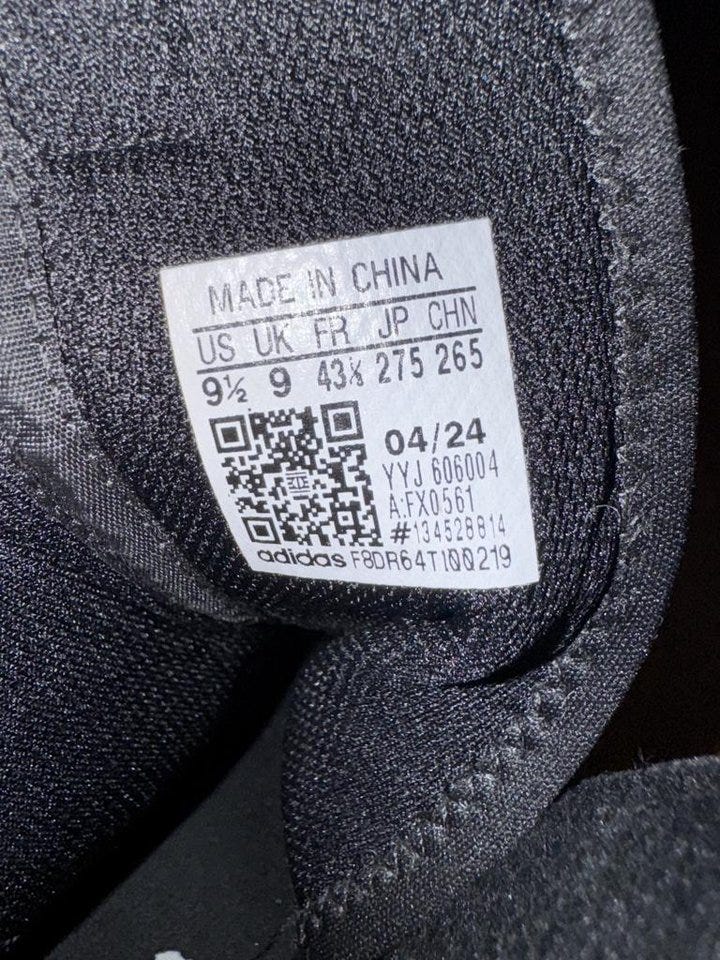 MADE IN CHINA
US UK FR JP CHN
9½ 9 43⅓ 275 265
04/24
YYJ 606004
A:FX0561
#134528814
adidas F8DR64TI00219